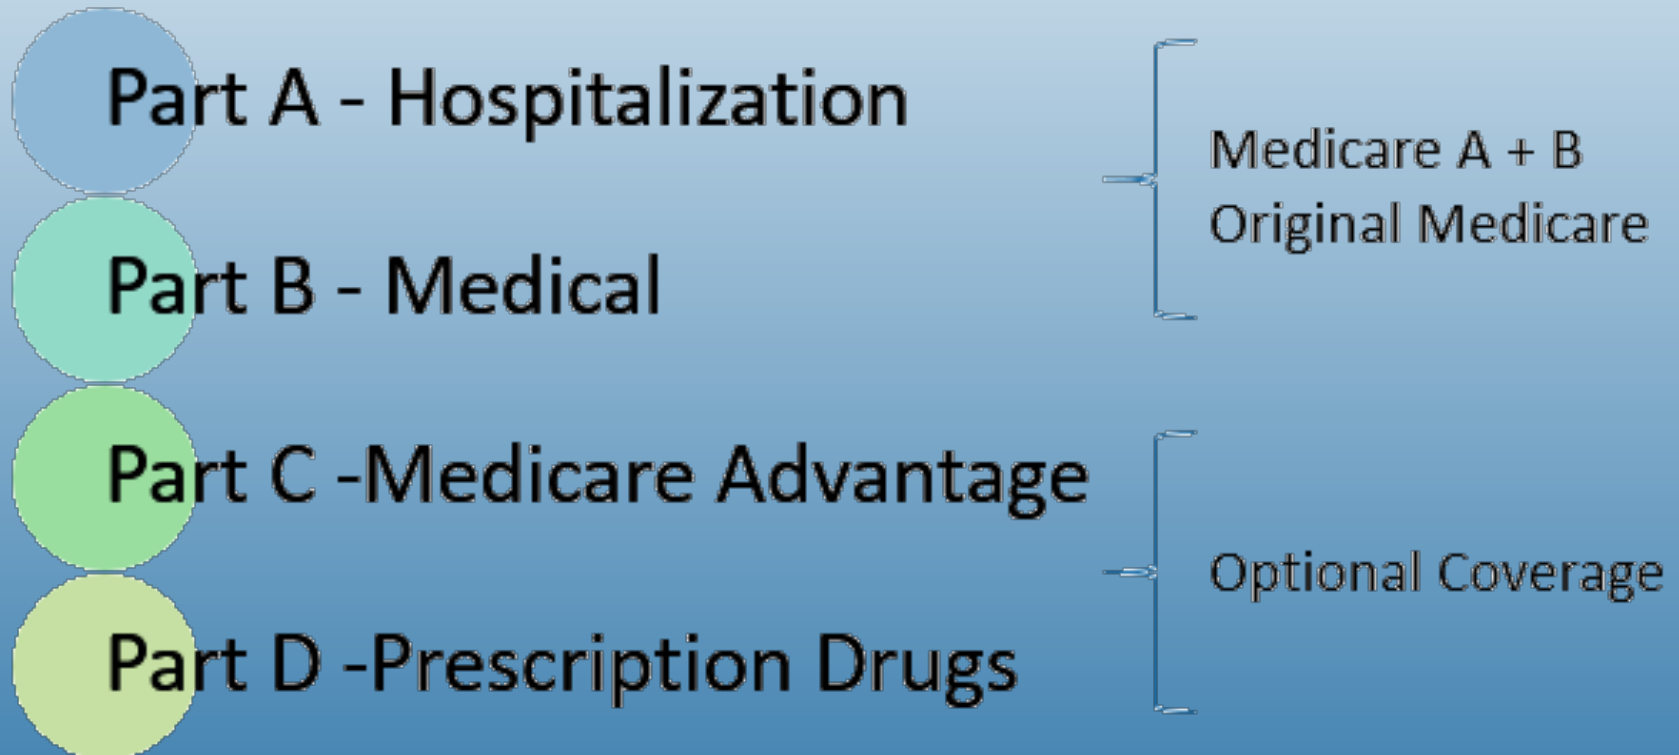 Part A - Hospitalization
Part B - Medical
Medicare A + B
Original Medicare
Part C -Medicare Advantage
Part D -Prescription Drugs
Optional Coverage